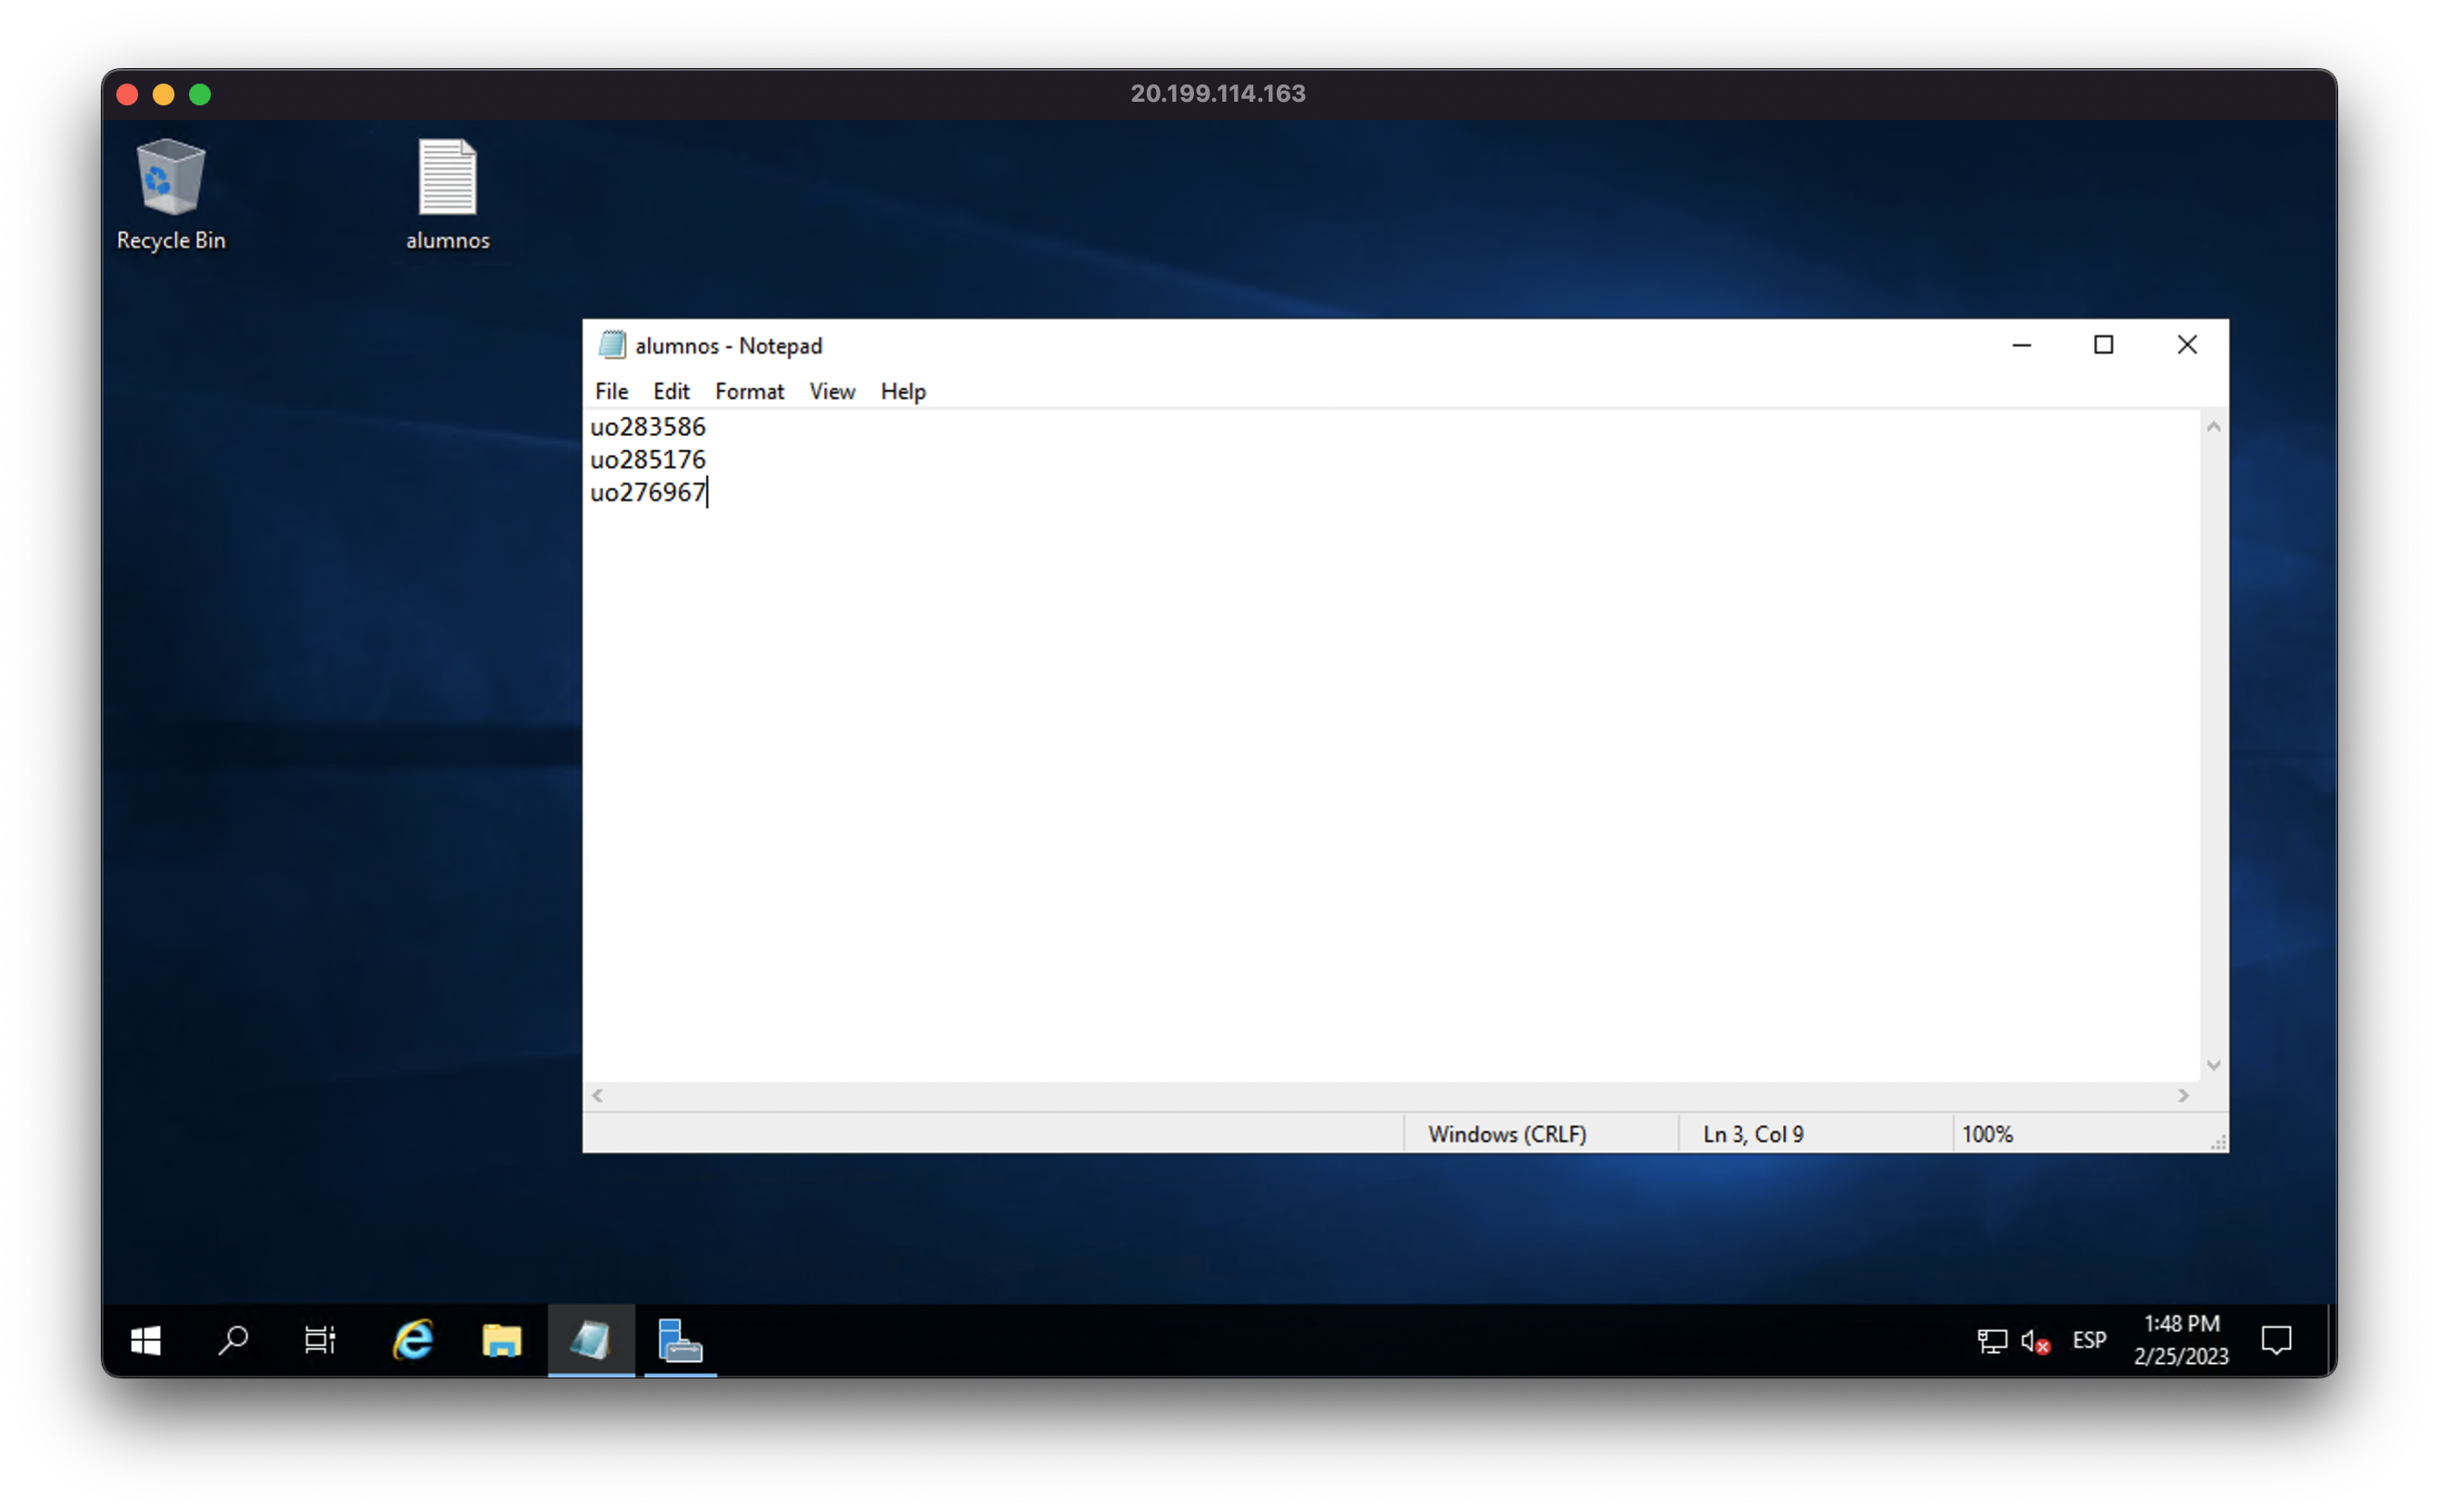 20.199.114.163
Recycle Bin
alumnos
alumnos - Notepad
File Edit Format View Help
uo283586
uo285176
uo276967
Windows (CRLF) Ln 3, Col 9 100%
ESP
1:48 PM
2/25/2023